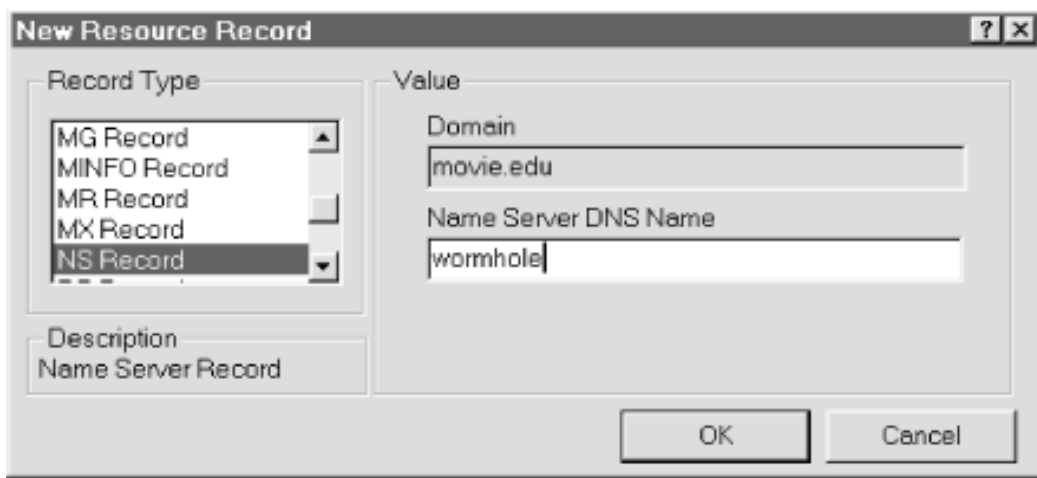 New Resource Record
Record Type
MG Record
MINFO Record
MR Record
MX Record
NS Record
Description
Name Server Record
Value
Domain
movie.edu
Name Server DNS Name
wormhole
OK
Cancel